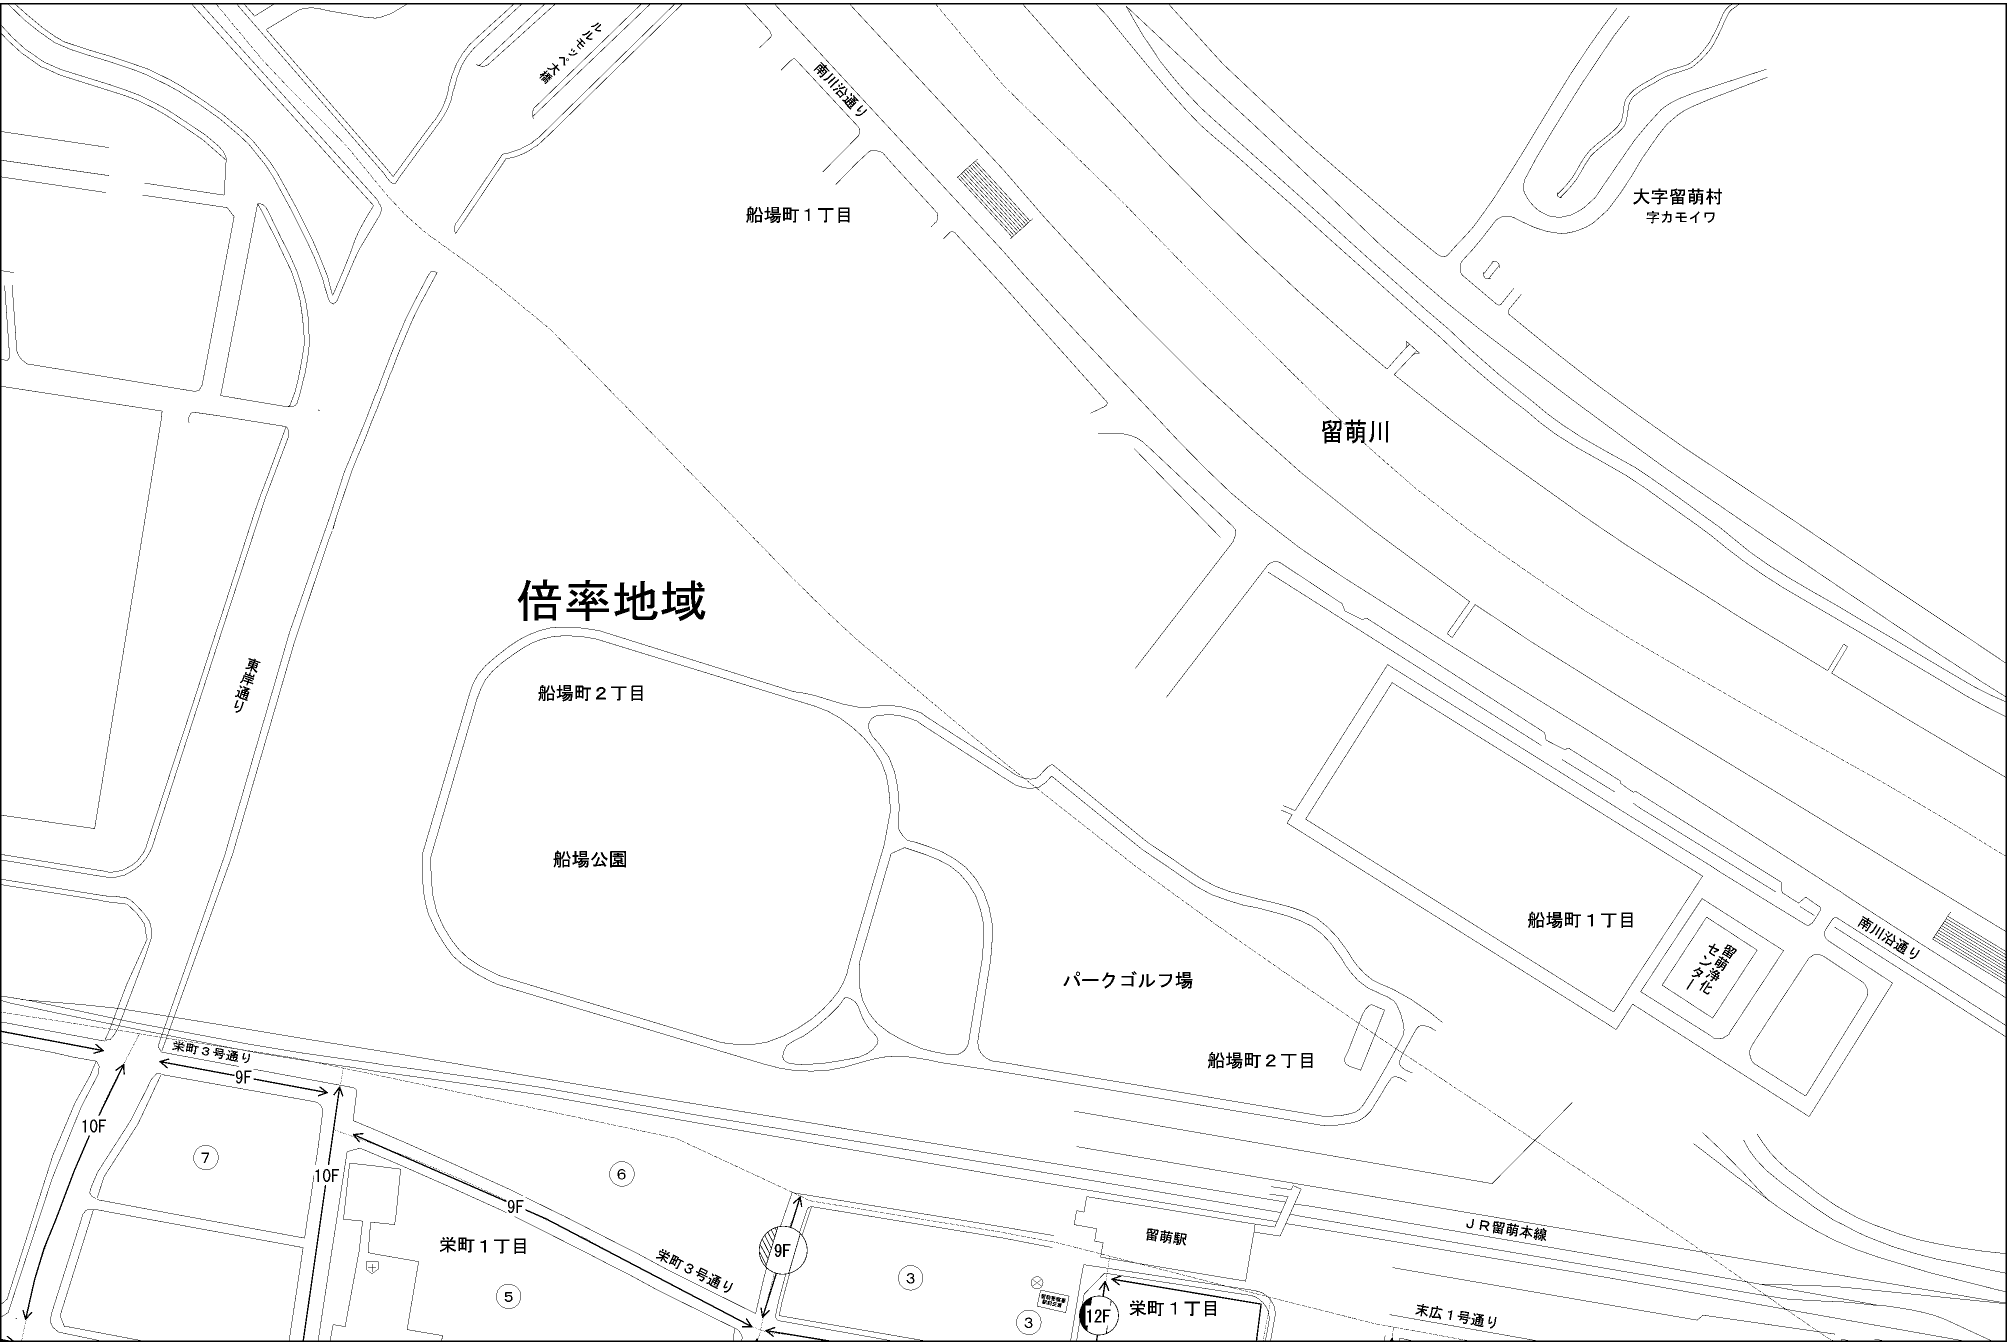 ルルモッペ大橋
南川沿通り
船場町１丁目
大字留萌村
字カモイワ
留萌川
倍率地域
東岸通り
船場町２丁目
船場公園
船場町１丁目
南川沿通り
留萌浄化
センター
パークゴルフ場
船場町２丁目
栄町３号通り
9F
10F
7
10F
6
9F
栄町１丁目
栄町３号通り
9F
留萌駅
ＪＲ留萌本線
3
5
12F
栄町１丁目
3
末広１号通り